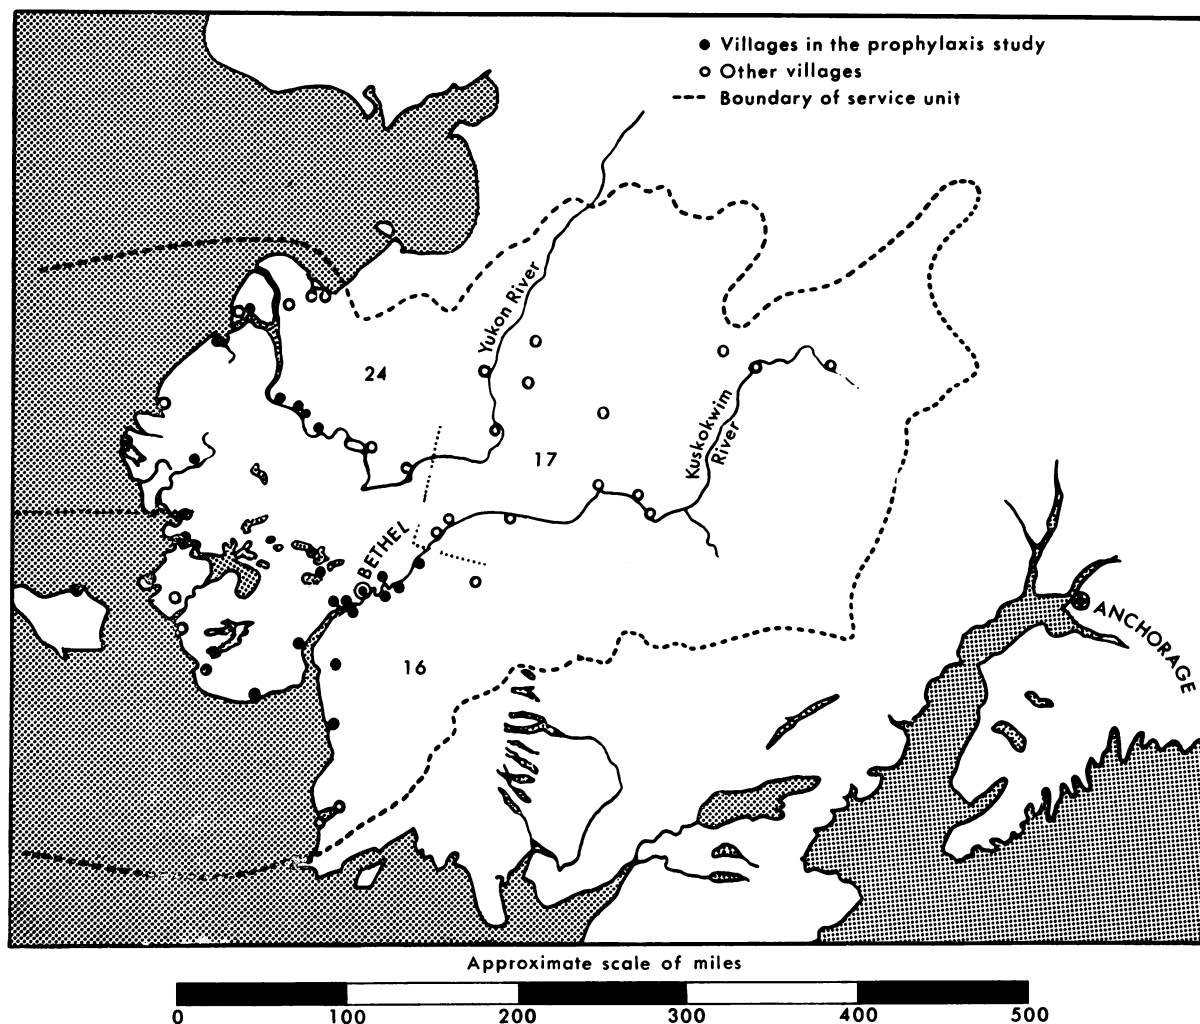 Villages in the prophylaxis study
Other villages
Boundary of service unit
Yukon River
24
17
Kuskokwim
River
BETHEL
16
ANCHORAGE
Approximate scale of miles
0 100 200 300 400 500